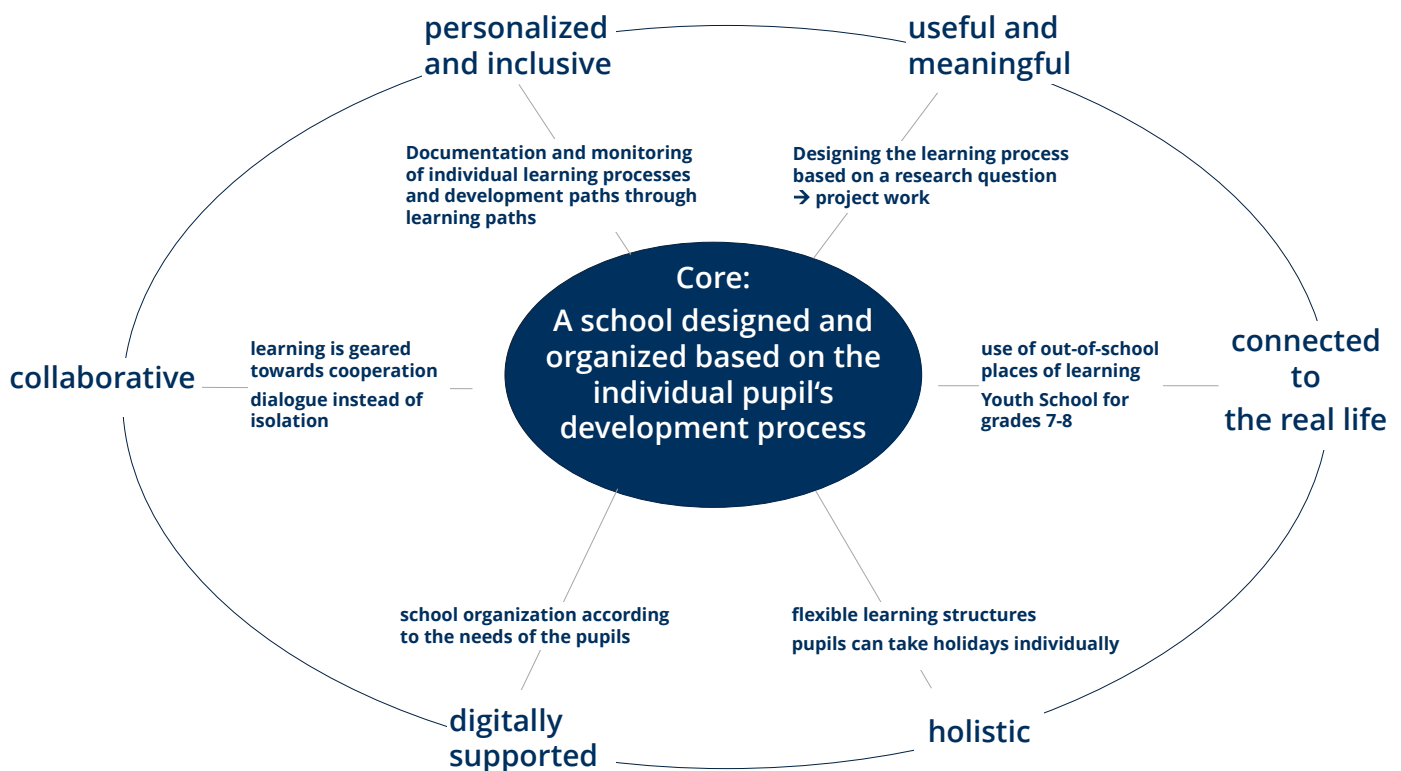 personalized
and inclusive
useful and
meaningful
Documentation and monitoring
of individual learning processes
and development paths through
learning paths
Designing the learning process
based on a research question
→ project work
Core:
A school designed and
organized based on the
individual pupil‘s
development process
collaborative
learning is geared
towards cooperation
dialogue instead of
isolation
use of out-of-school
places of learning
Youth School for
grades 7-8
connected
to
the real life
school organization according
to the needs of the pupils
flexible learning structures
pupils can take holidays individually
digitally
supported
holistic